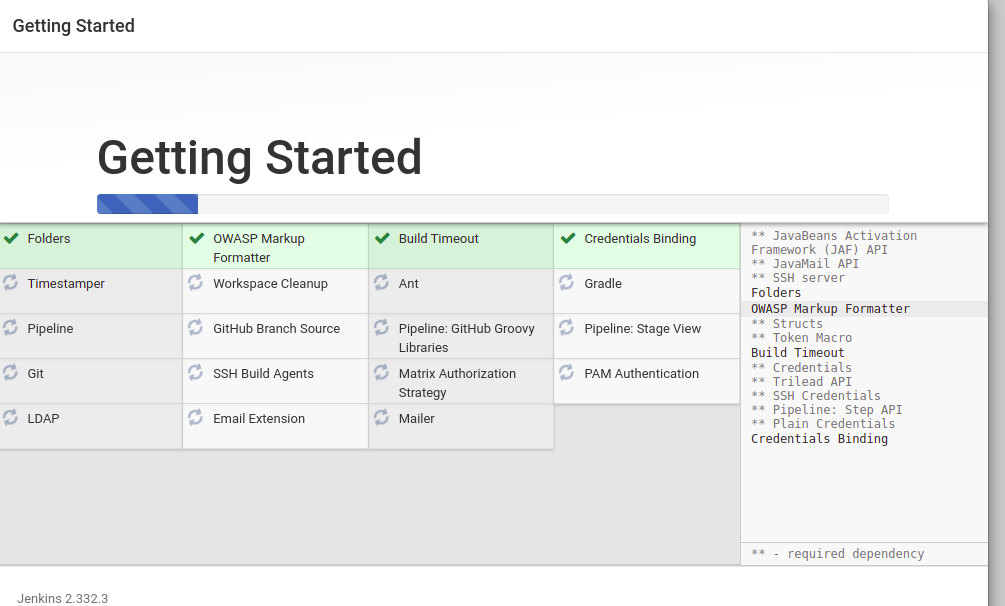 Getting Started
Getting Started
Folders
OWASP Markup
Formatter
Build Timeout
Credentials Binding
Timestamper
Workspace Cleanup
Ant
Gradle
Pipeline
GitHub Branch Source
Pipeline: GitHub Groovy
Libraries
Pipeline: Stage View
Git
SSH Build Agents
Matrix Authorization
Strategy
PAM Authentication
LDAP
Email Extension
Mailer
** JavaBeans Activation
Framework (JAF) API
** JavaMail API
** SSH server
Folders
OWASP Markup Formatter
** Structs
** Token Macro
Build Timeout
** Credentials
** Trilead API
** SSH Credentials
** Pipeline: Step API
** Plain Credentials
Credentials Binding
** - required dependency
Jenkins 2.332.3